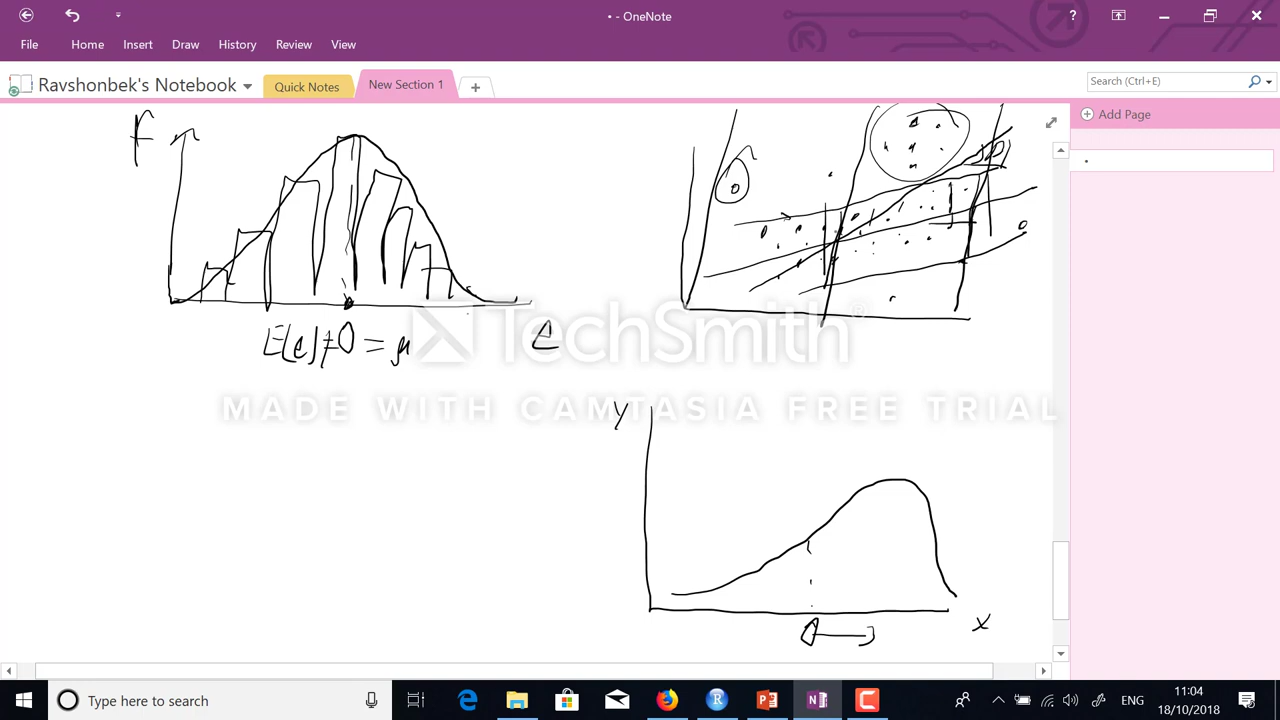 • - OneNote
?
File Home Insert Draw History Review View
Ravshonbek's Notebook Quick Notes New Section 1 +
Search (Ctrl+E)
Add Page
•
F
E(e)≠0 = μ
e
TechSmith®
MADE WITH CAMTASIA FREE TRIAL
y
x
0
Type here to search
ENG
11:04
18/10/2018